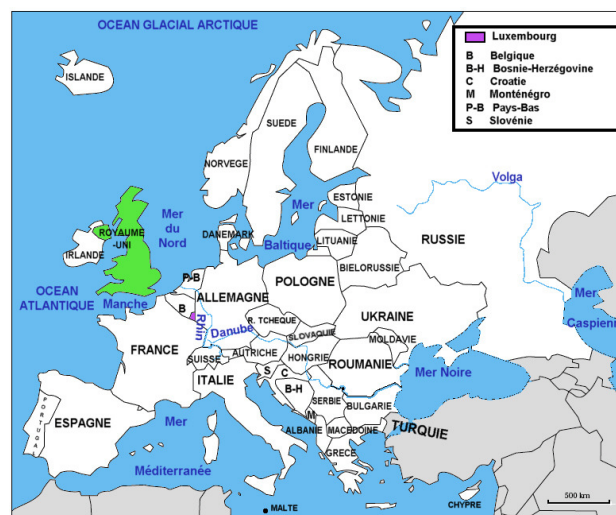 OCEAN GLACIAL ARCTIQUE
Luxembourg
B Belgique
B-H Bosnie-Herzégovine
C Croatie
M Monténégro
P-B Pays-Bas
S Slovénie
ISLANDE
SUEDE
FINLANDE
NORVEGE
Volga
ESTONIE
Mer
Mer
du
Nord
ROYAUME
-UNI
DANEMARK
LETTONIE
Baltique
LITUANIE
RUSSIE
IRLANDE
BIELORUSSIE
P-B
POLOGNE
OCEAN
ATLANTIQUE
Manche
ALLEMAGNE
B
Rhin
Danube
R. TCHEQUE
SLOVAQUIE
UKRAINE
MOLDAVIE
Mer
Caspienn
FRANCE
SUISSE
AUTRICHE
HONGRIE
ROUMANIE
S
C
ITALIE
B-H
Mer Noire
SERBIE
BULGARIE
PORTUGAL
ESPAGNE
Mer
M
ALBANIE
MACEDOINE
TURQUIE
GRECE
Méditerranée
MALTE
CHYPRE
500 km